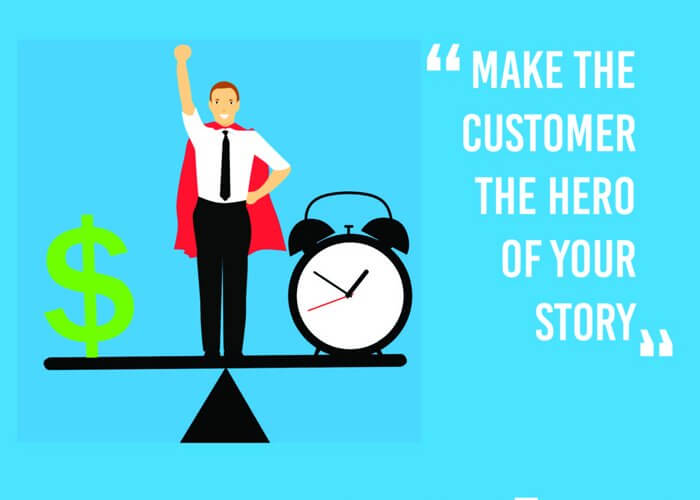 “ MAKE THE
CUSTOMER
THE HERO
OF YOUR
STORY „
$